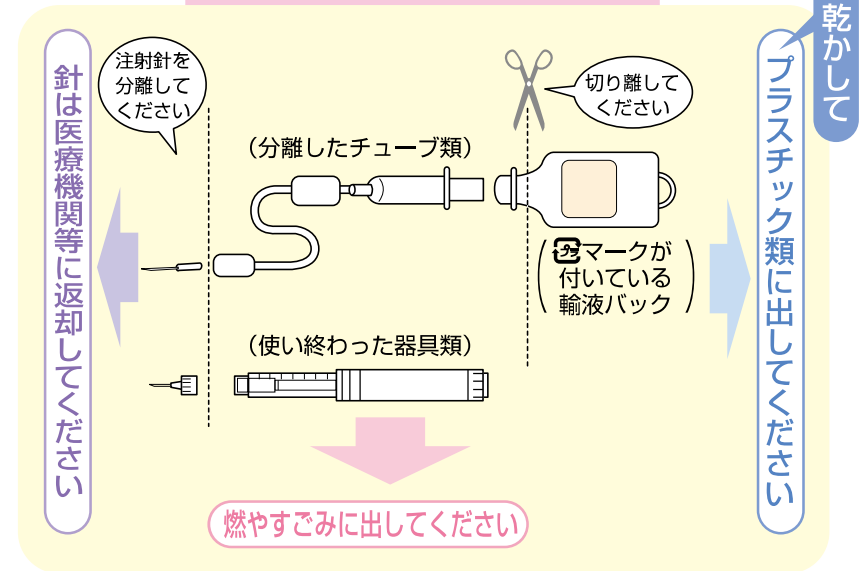 針は医療機関等に返却してください
注射針を
分離して
ください
切り離して
ください
乾かして
プラスチック類に出してください
(分離したチューブ類)
(プラマークが
付いている
輸液バック)
(使い終わった器具類)
燃やすごみに出してください